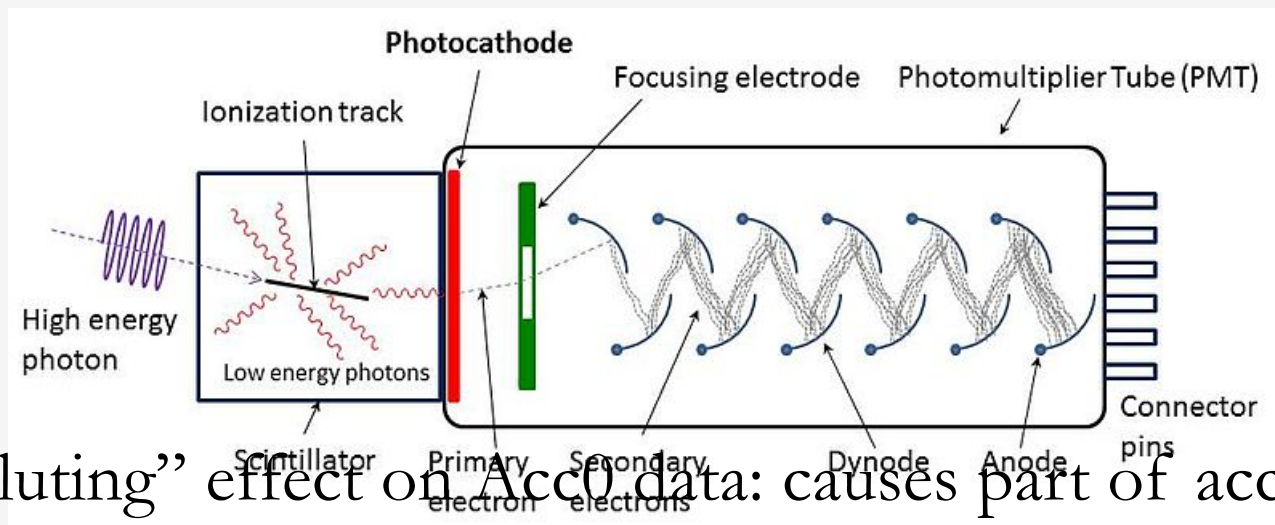 Photocathode
Focusing electrode
Photomultiplier Tube (PMT)
Ionization track
High energy
photon
Low energy photons
Connector
pins
Scintillator
Primary
electron
Secondary
electrons
Dynode
Anode
luting” effect on Acc0 data: causes part of acc